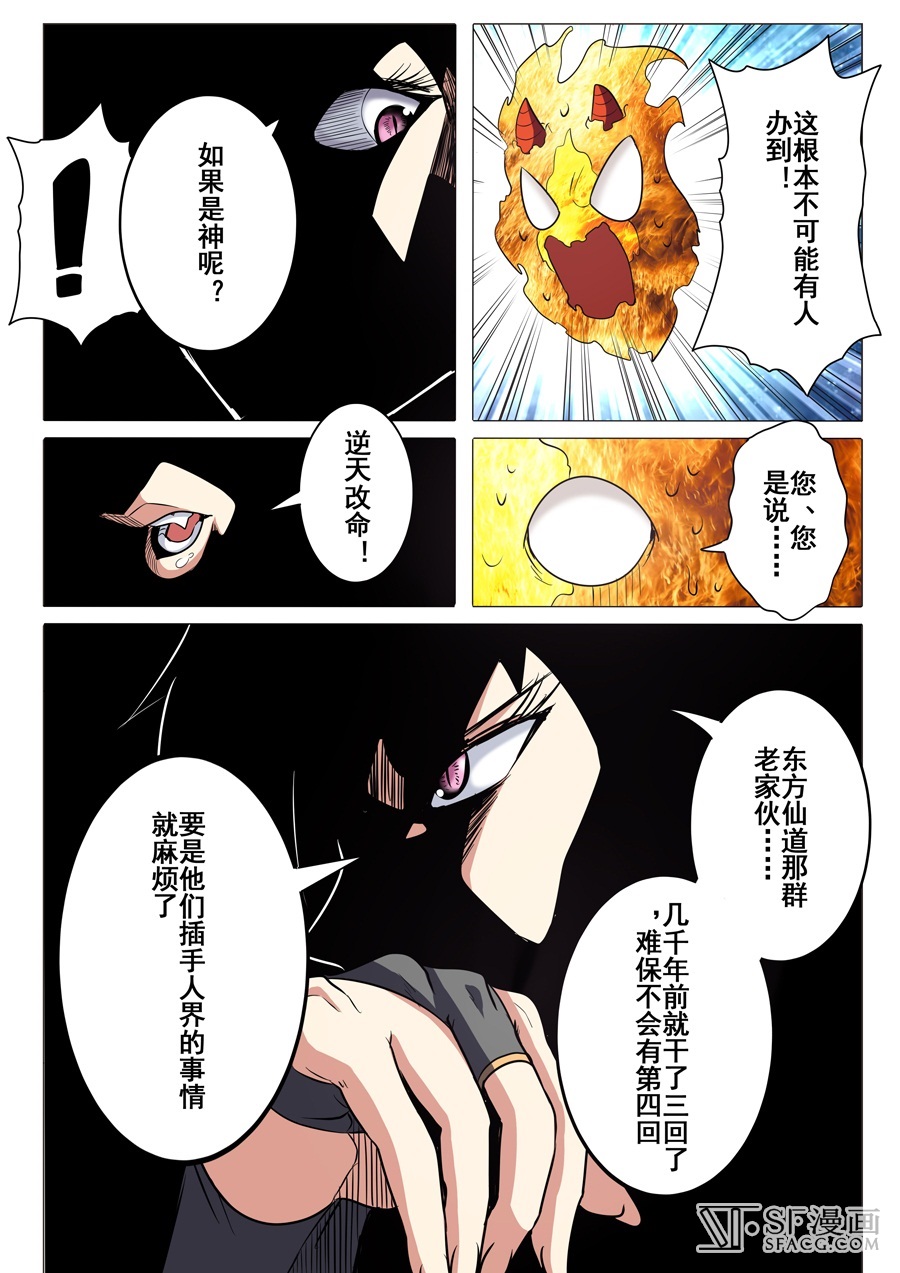 这根本不可能有人
办到！
如果是神呢？
！
您、您
是说……
逆天改命！
东方仙道那群
老家伙……
几千年前就干了三回了
，难保不会有第四回
要是他们插手人界的事情
就麻烦了
SF漫画
SFACG.COM